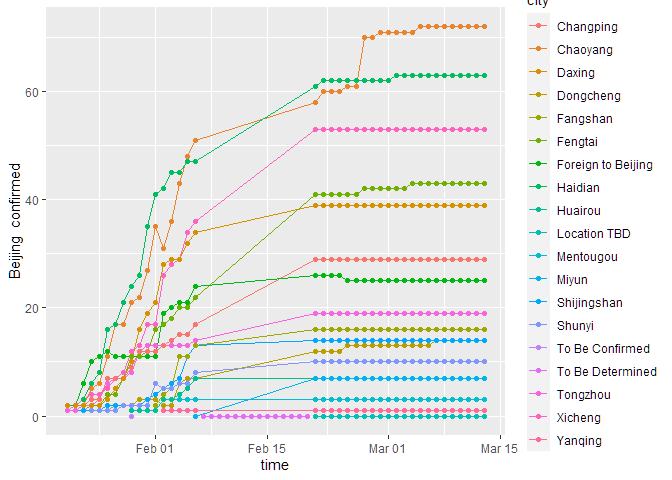 city
Changping
Chaoyang
Daxing
Dongcheng
Fangshan
Fengtai
Foreign to Beijing
Haidian
Huairou
Location TBD
Mentougou
Miyun
Shijingshan
Shunyi
To Be Confirmed
To Be Determined
Tongzhou
Xicheng
Yanqing
Beijing confirmed
60
40
20
0
Feb 01 Feb 15 Mar 01 Mar 15
time